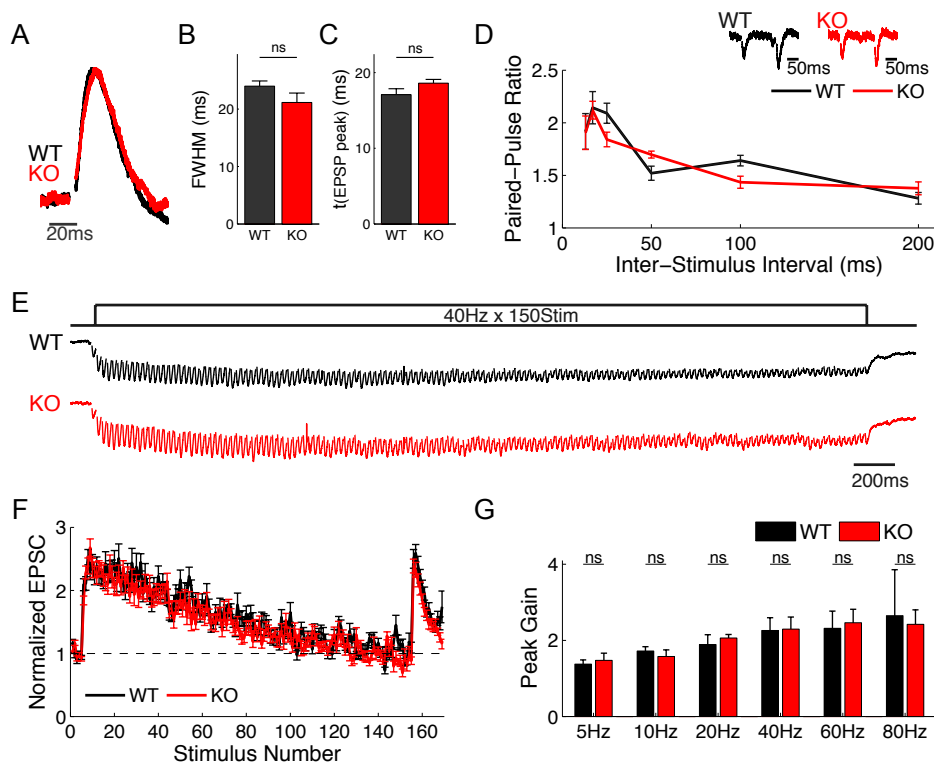 A
WT
KO
20ms
B
ns
FWHM (ms)
40
20
0
WT KO
C
ns
t(EPSP peak) (ms)
20
10
0
WT KO
D
WT KO
50ms 50ms
WT KO
Paired−Pulse Ratio
2.5
2
1.5
1
0 50 100 200
Inter−Stimulus Interval (ms)
E
40Hz x 150Stim
WT
KO
200ms
F
Normalized EPSC
3
2
1
0
WT KO
0 20 40 60 80 100 120 140 160
Stimulus Number
G
WT KO
ns ns ns ns ns ns
Peak Gain
4
2
0
5Hz 10Hz 20Hz 40Hz 60Hz 80Hz